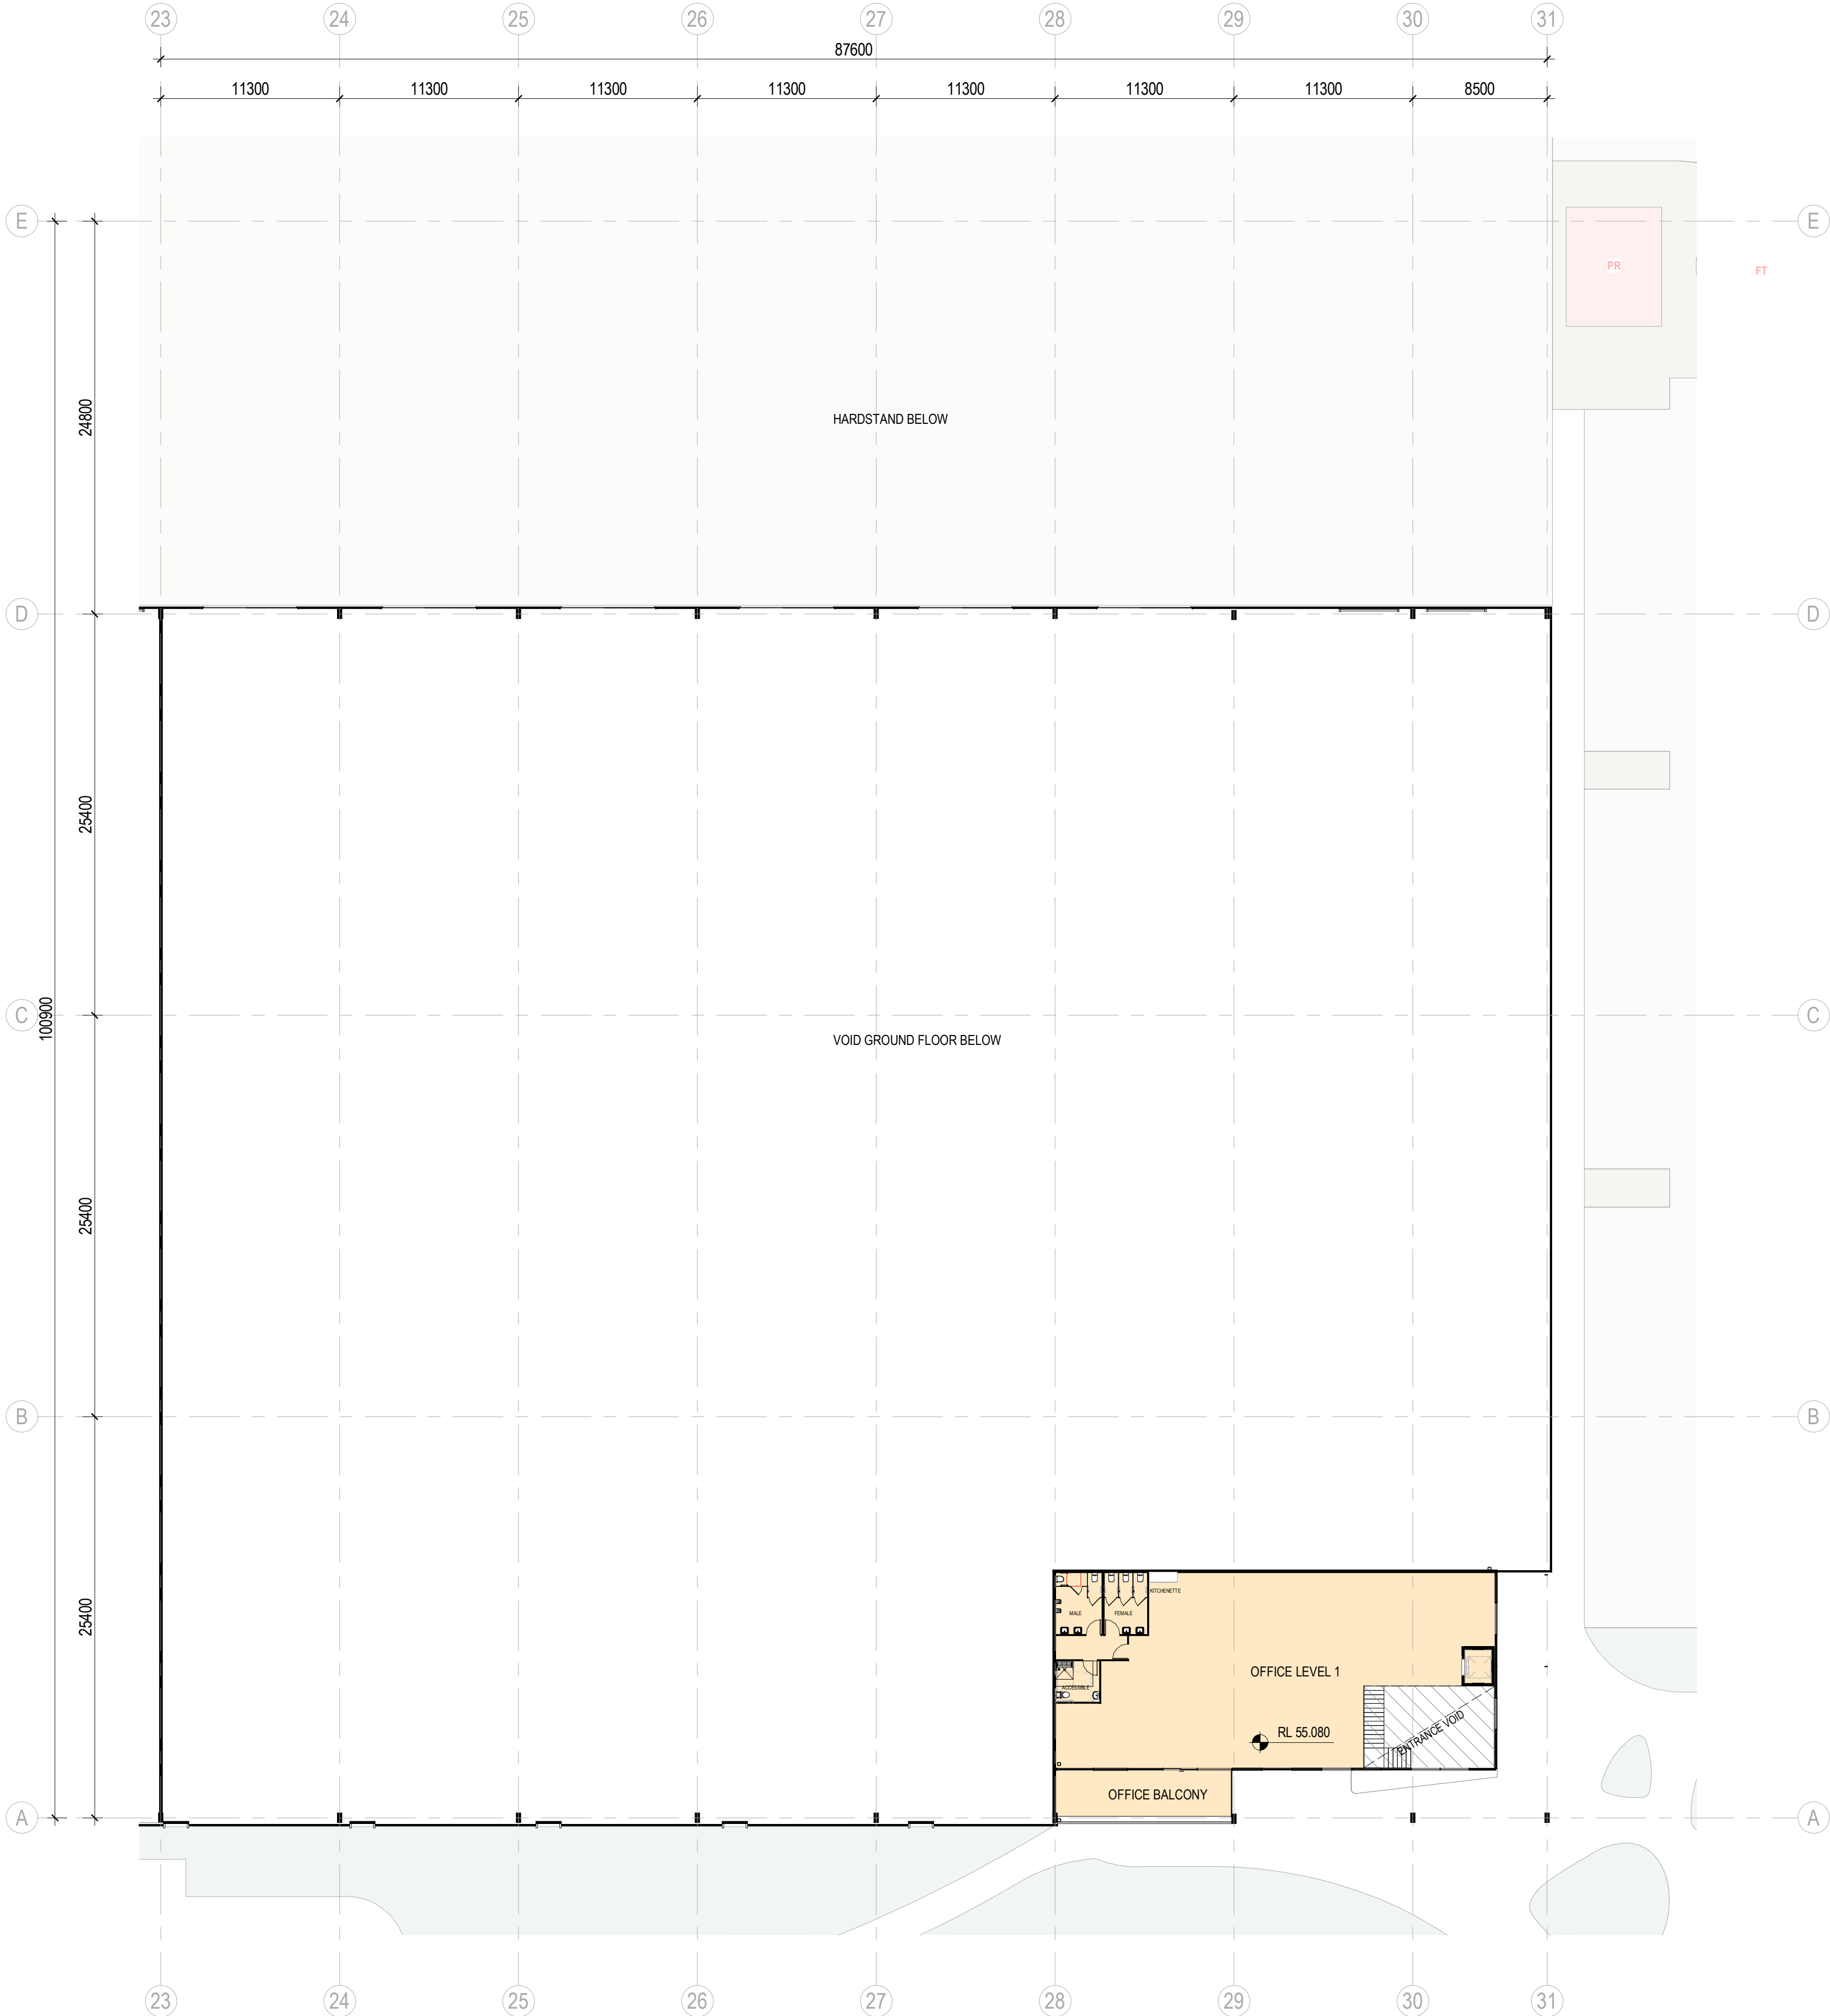 23 24 25 26 27 28 29 30 31
87600
11300 11300 11300 11300 11300 11300 11300 8500
E E
PR
FT
24800
HARDSTAND BELOW
D D
25400
C C
100900
VOID GROUND FLOOR BELOW
25400
B B
25400
KITCHENETTE
MALE FEMALE
OFFICE LEVEL 1
ACCESSIBLE
ENTRANCE VOID
RL 55.080
OFFICE BALCONY
A A
23 24 25 26 27 28 29 30 31